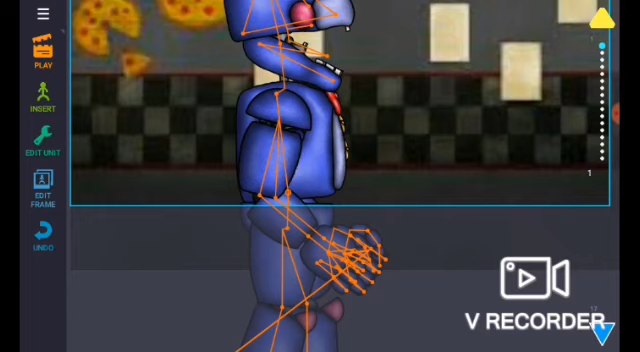 PLAY
INSERT
EDIT UNIT
EDIT
FRAME
UNDO
1
V RECORDER